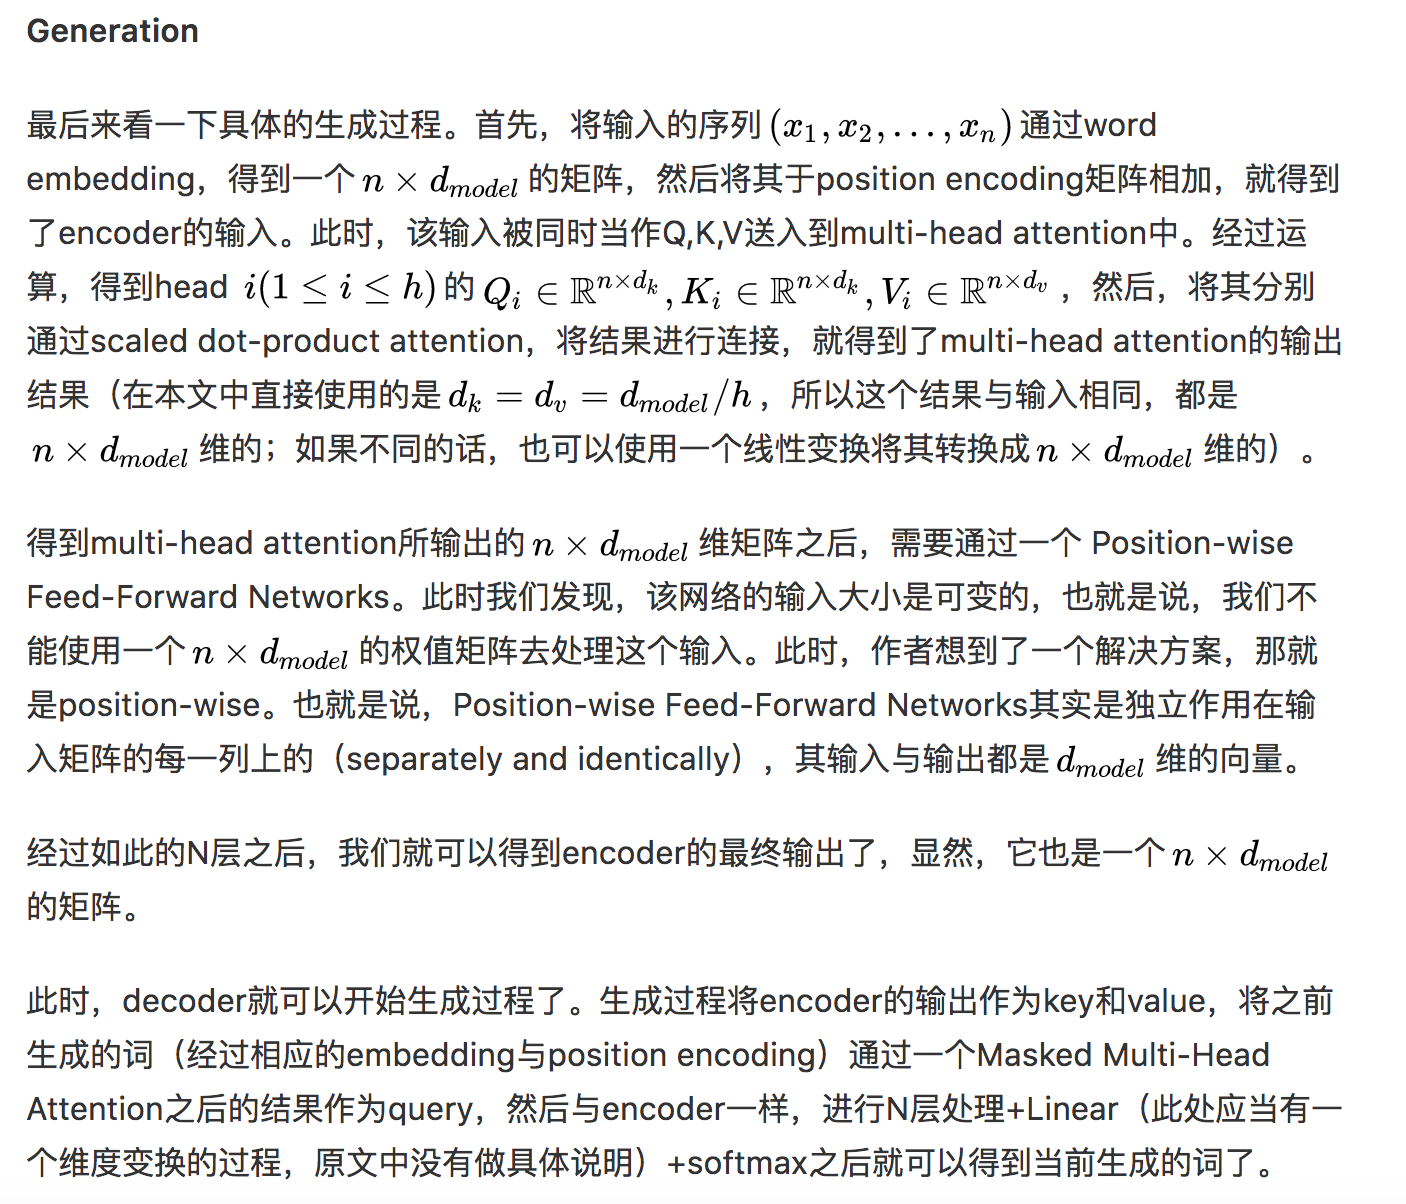 Generation
最后来看一下具体的生成过程。首先，将输入的序列 (x₁, x₂, . . . , xₙ) 通过word
embedding，得到一个 n × d_{model} 的矩阵，然后将其于position encoding矩阵相加，就得到
了encoder的输入。此时，该输入被同时当作Q,K,V送入到multi-head attention中。经过运
算，得到head i(1 ≤ i ≤ h) 的 Q_i ∈ ℝ^{n×d_k}, K_i ∈ ℝ^{n×d_k}, V_i ∈ ℝ^{n×d_v} ，然后，将其分别
通过scaled dot-product attention，将结果进行连接，就得到了multi-head attention的输出
结果（在本文中直接使用的是 d_k = d_v = d_{model}/h ，所以这个结果与输入相同，都是
n × d_{model} 维的；如果不同的话，也可以使用一个线性变换将其转换成 n × d_{model} 维的）。
得到multi-head attention所输出的 n × d_{model} 维矩阵之后，需要通过一个 Position-wise
Feed-Forward Networks。此时我们发现，该网络的输入大小是可变的，也就是说，我们不
能使用一个 n × d_{model} 的权值矩阵去处理这个输入。此时，作者想到了一个解决方案，那就
是position-wise。也就是说，Position-wise Feed-Forward Networks其实是独立作用在输
入矩阵的每一列上的（separately and identically），其输入与输出都是 d_{model} 维的向量。
经过如此的N层之后，我们就可以得到encoder的最终输出了，显然，它也是一个 n × d_{model}
的矩阵。
此时，decoder就可以开始生成过程了。生成过程将encoder的输出作为key和value，将之前
生成的词（经过相应的embedding与position encoding）通过一个Masked Multi-Head
Attention之后的结果作为query，然后与encoder一样，进行N层处理+Linear（此处应当有一
个维度变换的过程，原文中没有做具体说明）+softmax之后就可以得到当前生成的词了。